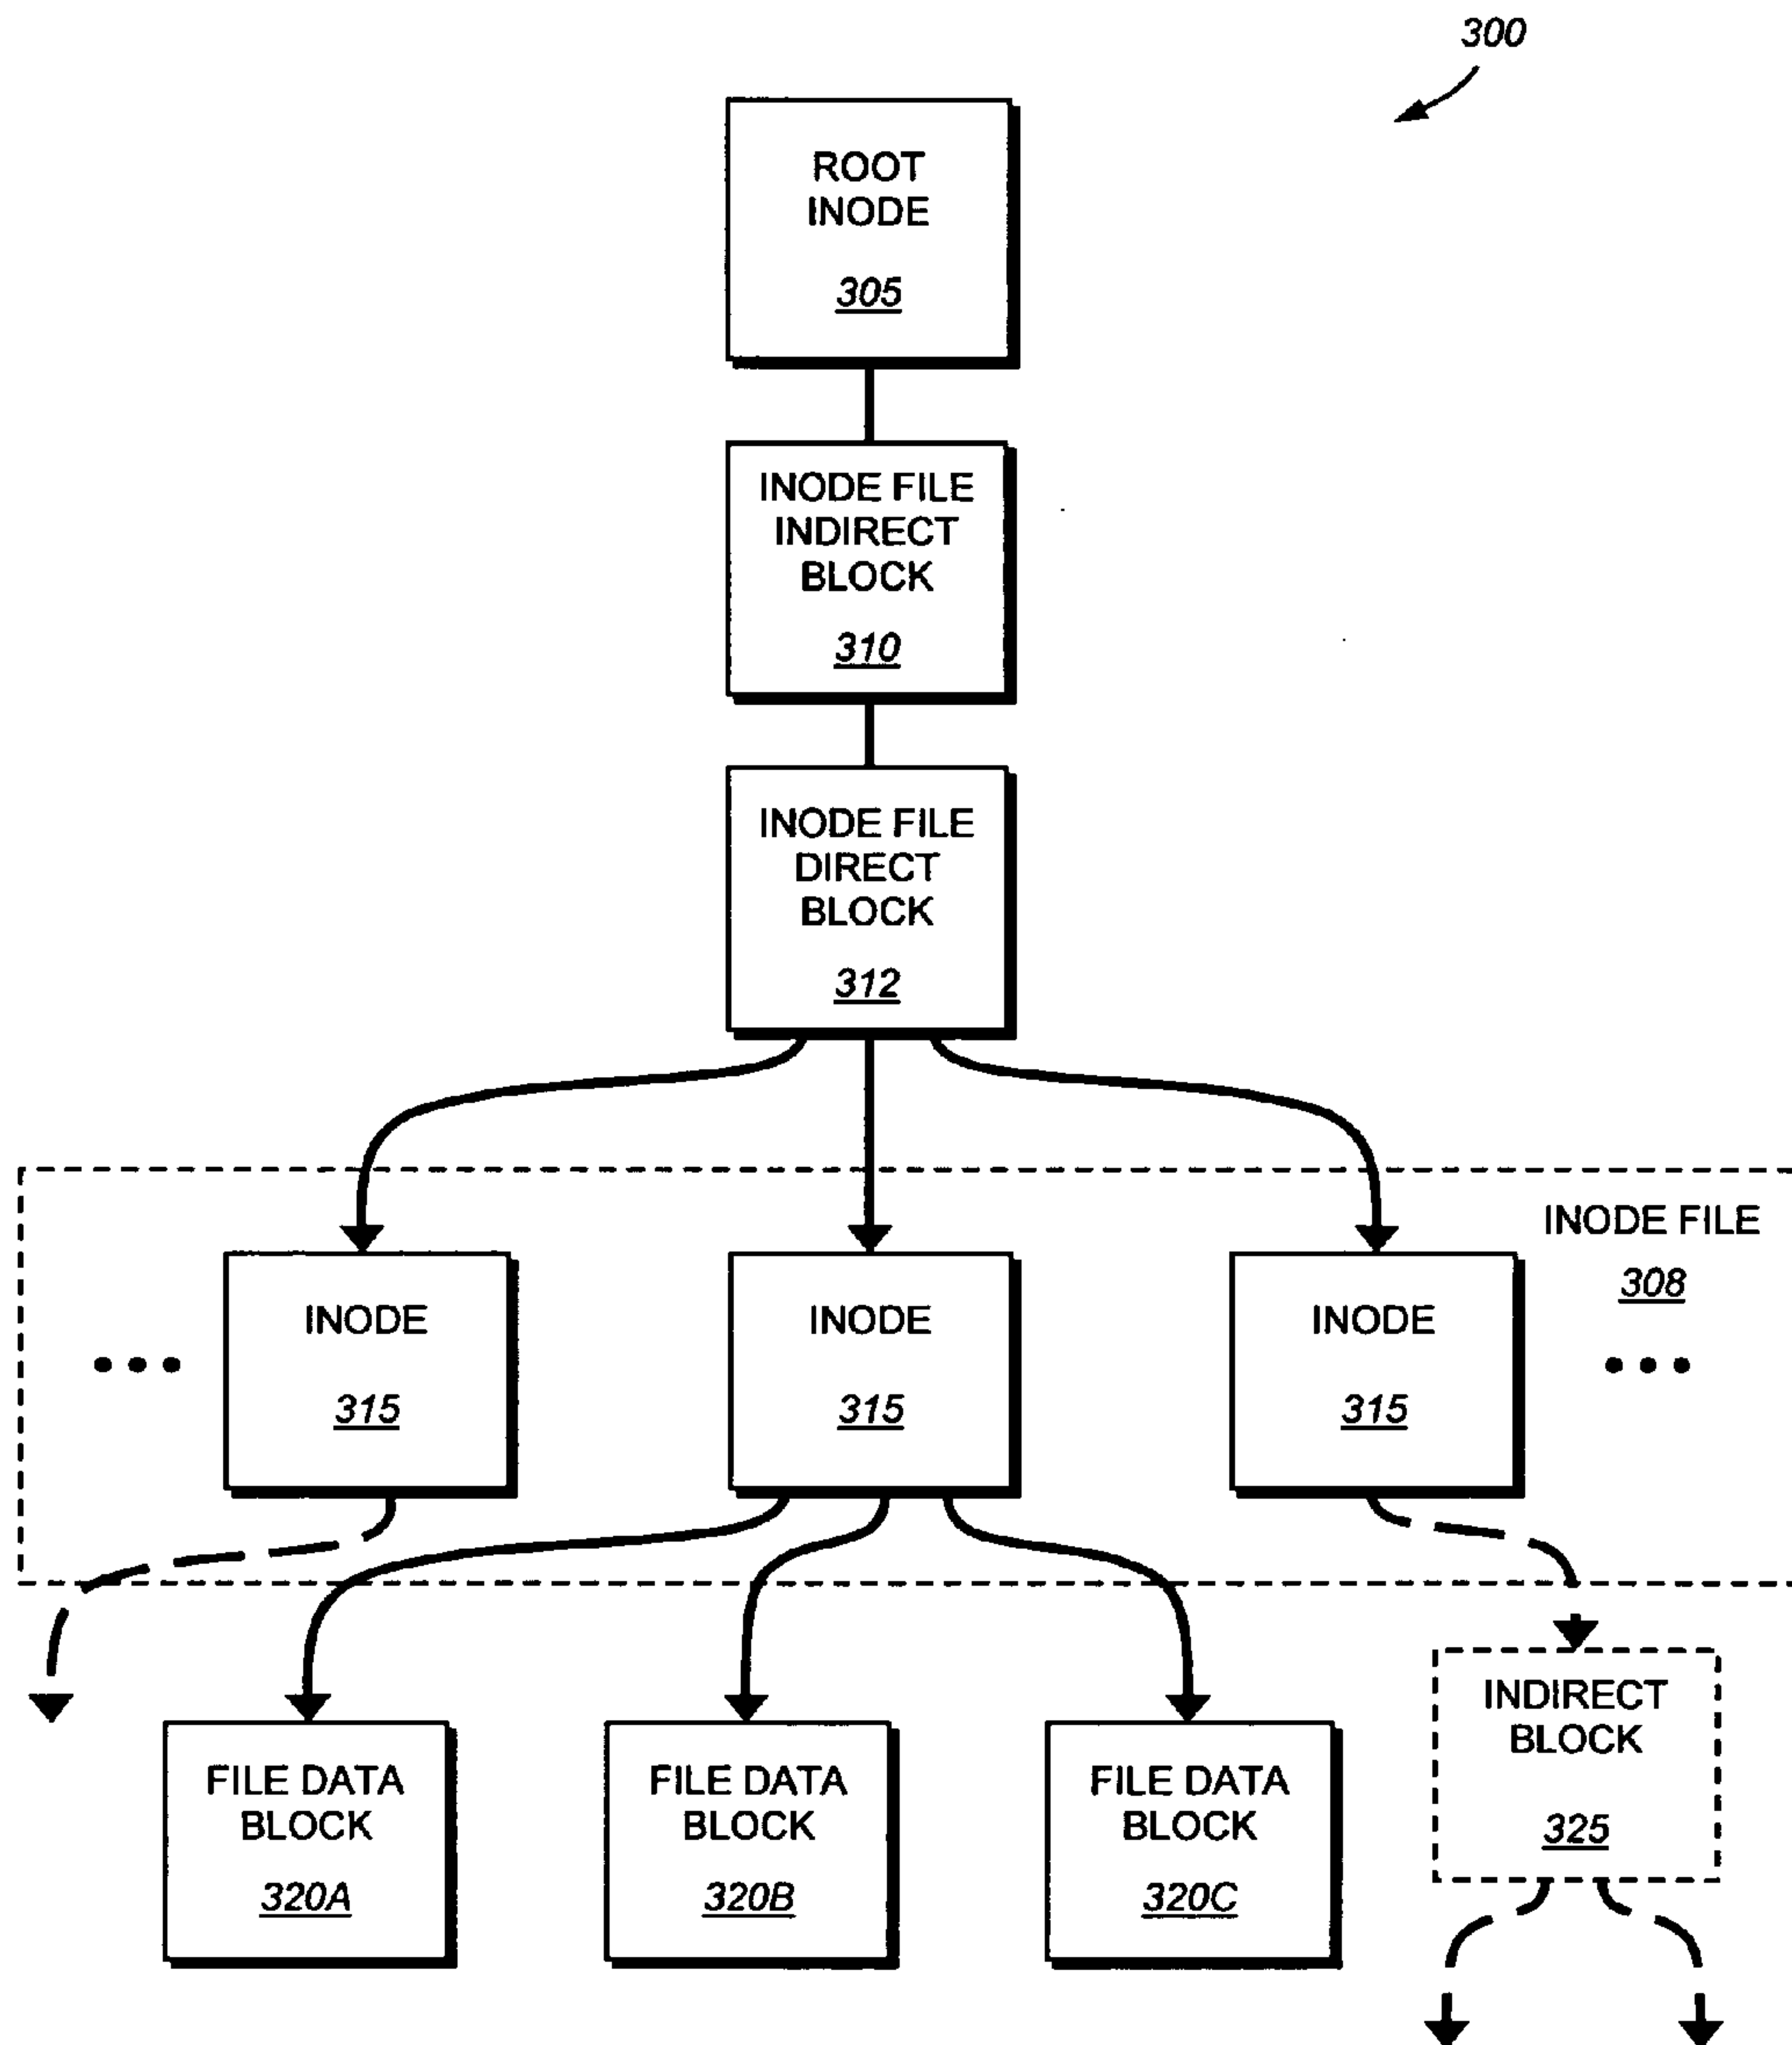 300
ROOT
INODE
305
INODE FILE
INDIRECT
BLOCK
310
INODE FILE
DIRECT
BLOCK
312
INODE FILE
308
INODE
315
INODE
315
INODE
315
INDIRECT
BLOCK
325
FILE DATA
BLOCK
320A
FILE DATA
BLOCK
320B
FILE DATA
BLOCK
320C